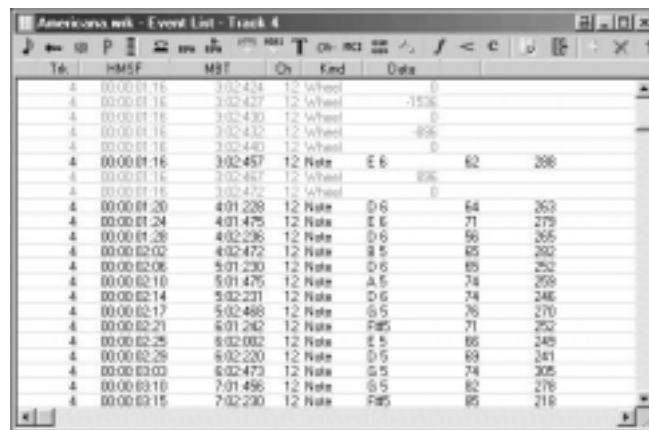 Americana.wrk - Event List - Track 4
Trk HMSF MBT Ch Kind Data
4 00:00:01:16 3:02:424 12 Wheel 0
4 00:00:01:16 3:02:427 12 Wheel -1536
4 00:00:01:16 3:02:430 12 Wheel 0
4 00:00:01:16 3:02:432 12 Wheel -896
4 00:00:01:16 3:02:440 12 Wheel 0
4 00:00:01:16 3:02:457 12 Note E 6 62 288
4 00:00:01:16 3:02:467 12 Wheel 896
4 00:00:01:16 3:02:472 12 Wheel 0
4 00:00:01:20 4:01:228 12 Note D 6 64 263
4 00:00:01:24 4:01:475 12 Note E 6 71 279
4 00:00:01:28 4:02:236 12 Note D 6 56 265
4 00:00:02:02 4:02:472 12 Note B 5 65 282
4 00:00:02:06 5:01:230 12 Note D 6 65 252
4 00:00:02:10 5:01:475 12 Note A 5 74 259
4 00:00:02:14 5:02:231 12 Note D 6 74 246
4 00:00:02:17 5:02:468 12 Note G 5 76 270
4 00:00:02:21 6:01:242 12 Note F#5 71 252
4 00:00:02:25 6:02:002 12 Note E 5 66 249
4 00:00:02:29 6:02:220 12 Note D 5 69 241
4 00:00:03:03 6:02:473 12 Note G 5 74 305
4 00:00:03:10 7:01:456 12 Note G 5 82 278
4 00:00:03:15 7:02:230 12 Note F#5 85 218